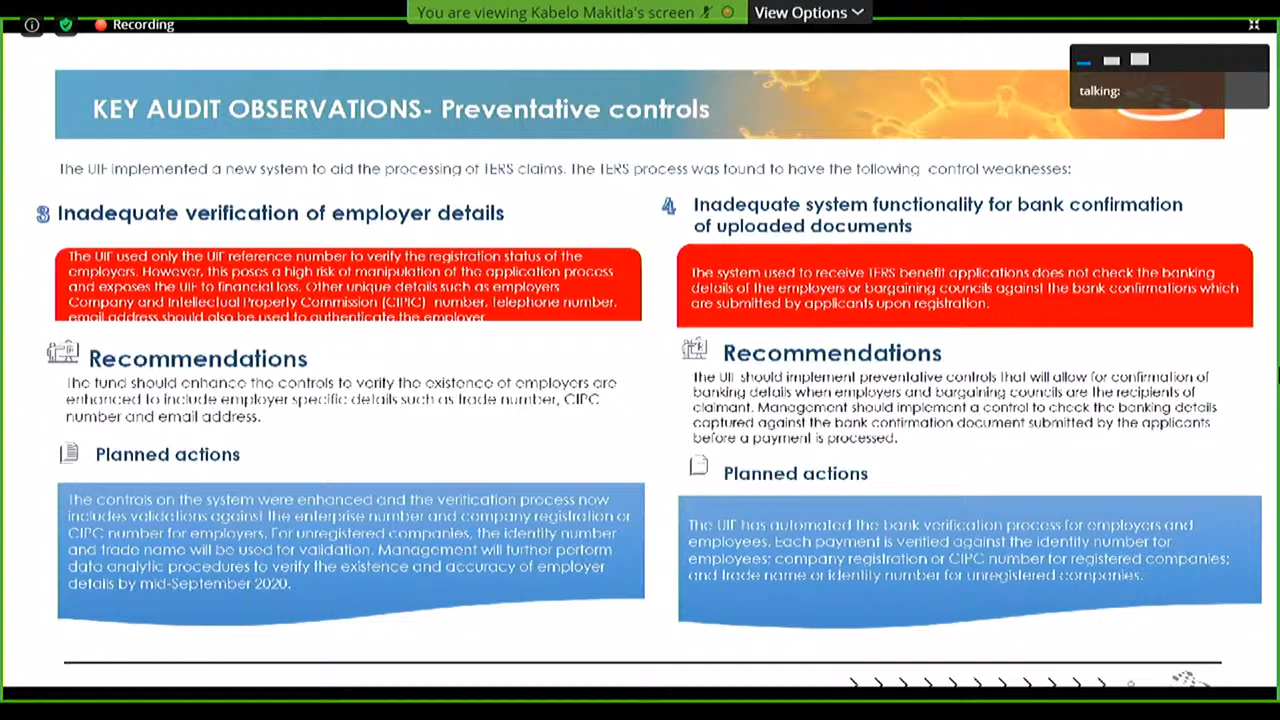 You are viewing Kabelo Makitla's screen
View Options
Recording
talking:
KEY AUDIT OBSERVATIONS- Preventative controls
The UIF implemented a new system to aid the processing of TERS claims. The TERS process was found to have the following control weaknesses:
3 Inadequate verification of employer details
The UIF used only the UIF reference number to verify the registration status of the
employers. However, this poses a high risk of manipulation of the application process
and exposes the UIF to financial loss. Other unique details such as employers
Company and Intellectual Property Commission (CIPIC) number, telephone number,
email address should also be used to authenticate the employer
Recommendations
The fund should enhance the controls to verify the existence of employers are
enhanced to include employer specific details such as trade number, CIPC
number and email address.
Planned actions
The controls on the system were enhanced and the verification process now
includes validations against the enterprise number and company registration or
CIPC number for employers. For unregistered companies, the identity number
and trade name will be used for validation. Management will further perform
data analytic procedures to verify the existence and accuracy of employer
details by mid-September 2020.
4 Inadequate system functionality for bank confirmation
of uploaded documents
The system used to receive TERS benefit applications does not check the banking
details of the employers or bargaining councils against the bank confirmations which
are submitted by applicants upon registration.
Recommendations
The UIF should implement preventative controls that will allow for confirmation of
banking details when employers and bargaining councils are the recipients of
claimant. Management should implement a control to check the banking details
captured against the bank confirmation document submitted by the applicants
before a payment is processed.
Planned actions
The UIF has automated the bank verification process for employers and
employees. Each payment is verified against the identity number for
employees; company registration or CIPC number for registered companies;
and trade name or identity number for unregistered companies.